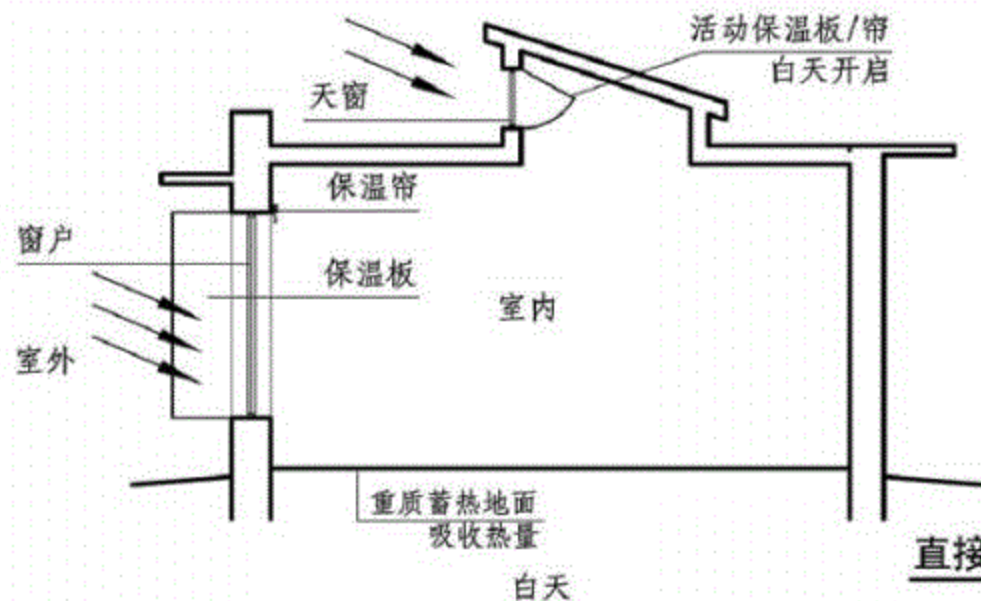 活动保温板/帘
白天开启
天窗
保温帘
窗户
保温板
室内
室外
重质蓄热地面
吸收热量
直接
白天